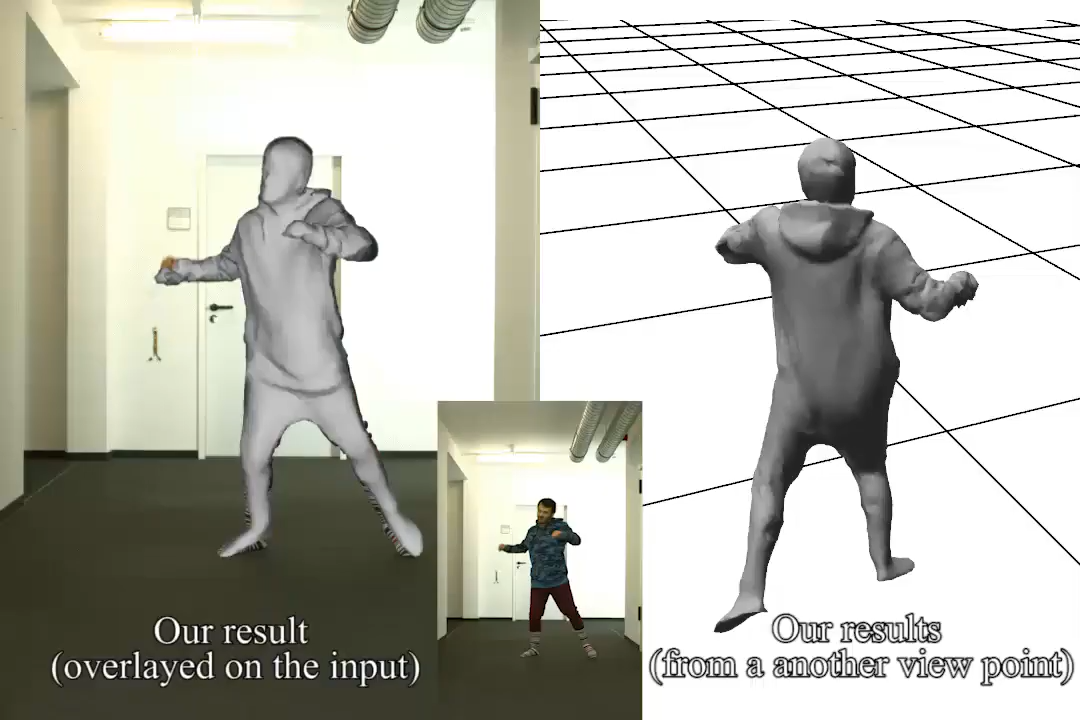 Our result
(overlayed on the input)
Our results
(from a another view point)